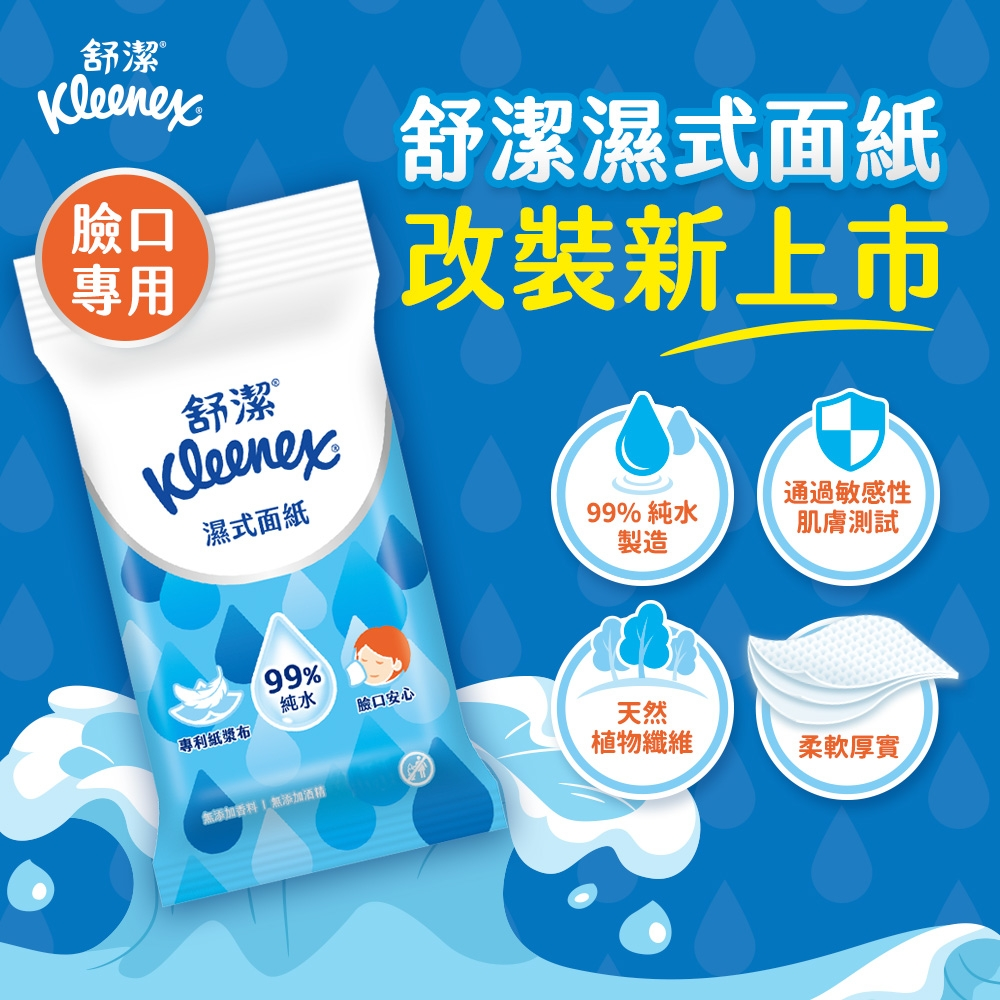 舒潔®
Kleenex®
舒潔濕式面紙
改裝新上市
臉口
專用
舒潔®
Kleenex®
濕式面紙
99%
純水
專利紙漿布
臉口安心
無添加香料 | 無添加酒精
99% 純水
製造
通過敏感性
肌膚測試
天然
植物纖維
柔軟厚實